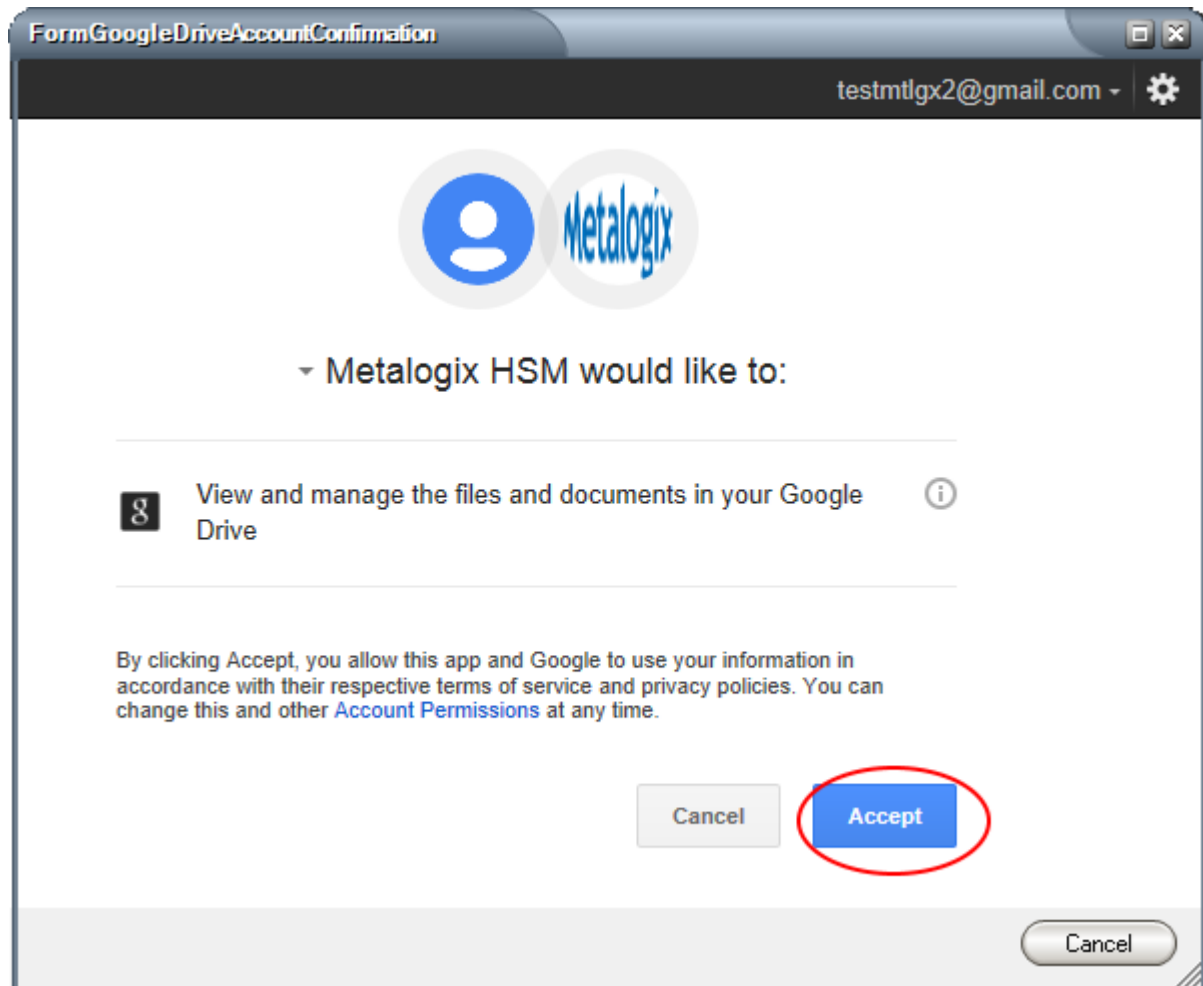 FormGoogleDriveAccountConfirmation
testmtlgx2@gmail.com
Metalogix
Metalogix HSM would like to:
g
View and manage the files and documents in your Google
Drive
By clicking Accept, you allow this app and Google to use your information in
accordance with their respective terms of service and privacy policies. You can
change this and other Account Permissions at any time.
Cancel
Accept
Cancel